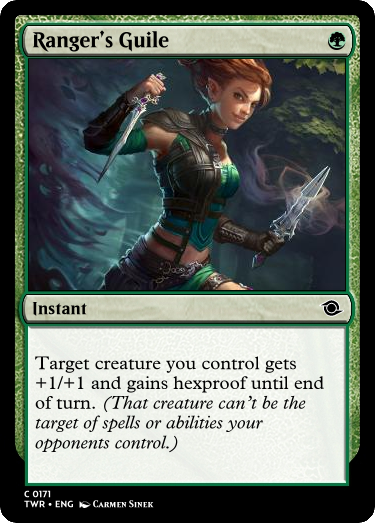 Ranger's Guile
Instant
Target creature you control gets
+1/+1 and gains hexproof until end
of turn. (That creature can't be the
target of spells or abilities your
opponents control.)
C 0171
TWR • ENG Carmen Sinek